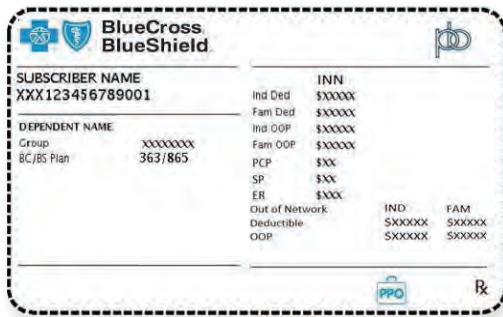 BlueCross
BlueShield
SUBSCRIBER NAME
XXX123456789001
DEPENDENT NAME
Group XXXXXXXX
BC/BS Plan 363/865
INN
Ind Ded $XXXXX
Fam Ded $XXXXX
Ind OOP $XXXXX
Fam OOP $XXXXX
PCP $XX
SP $XX
ER $XXX
Out of Network IND FAM
Deductible $XXXXX $XXXXX
OOP $XXXXX $XXXXX
PPO Rx